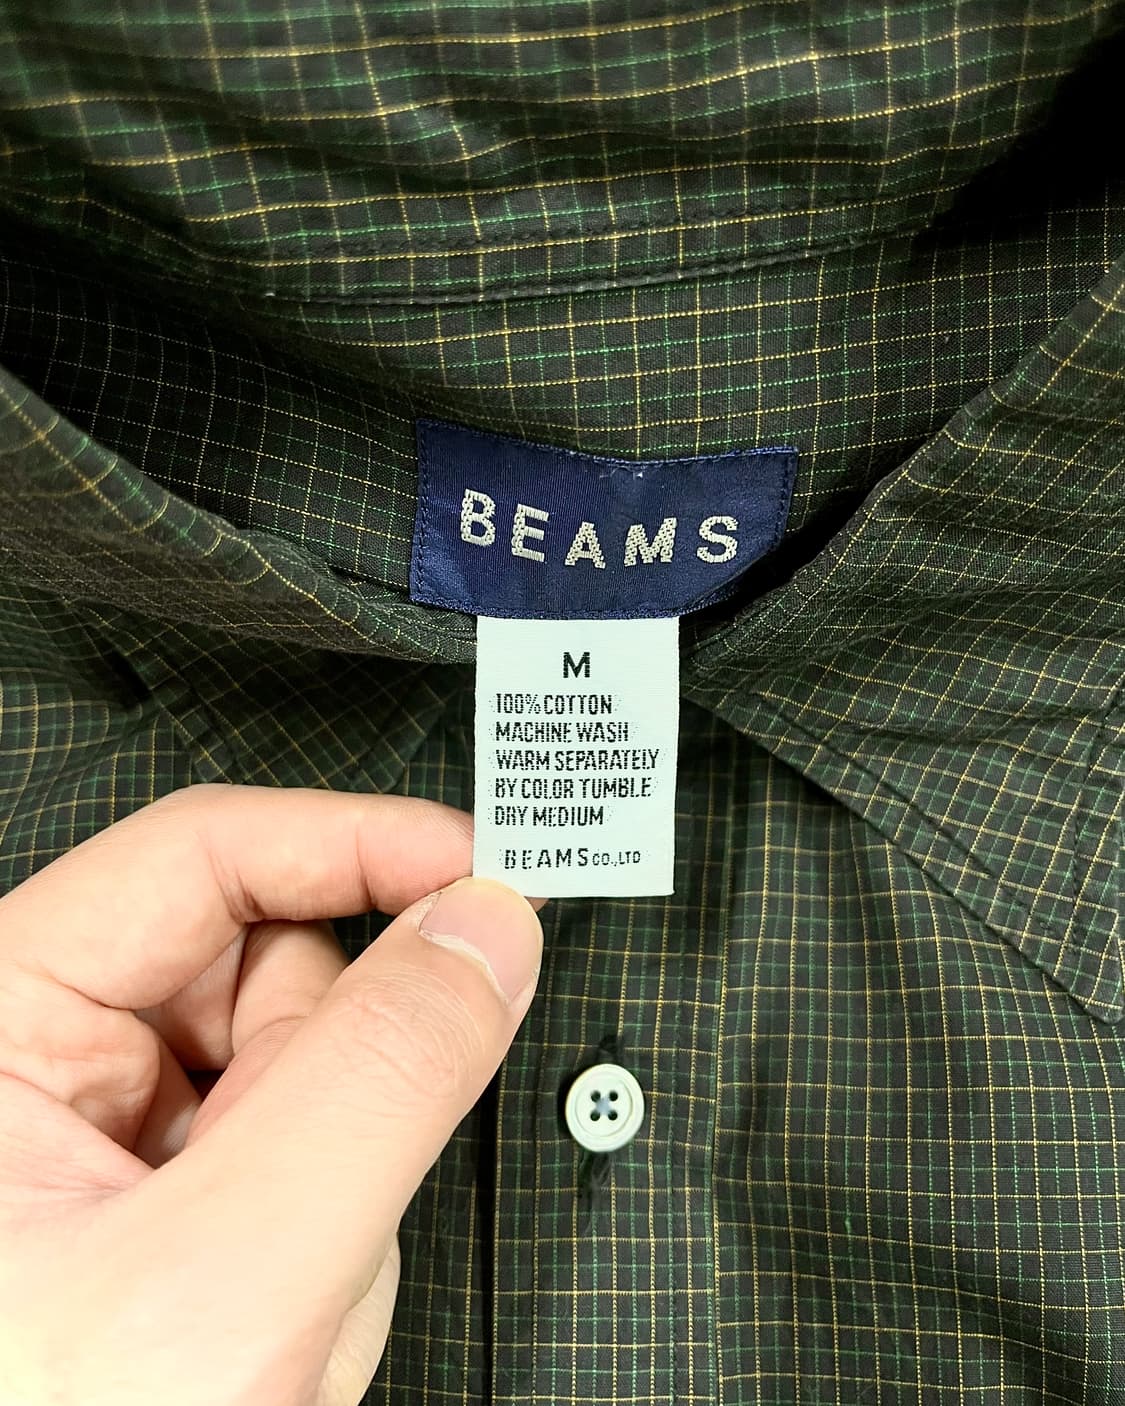 BEAMS
M
100% COTTON
MACHINE WASH
WARM SEPARATELY
BY COLOR TUMBLE
DRY MEDIUM
BEAMS CO.,LTD